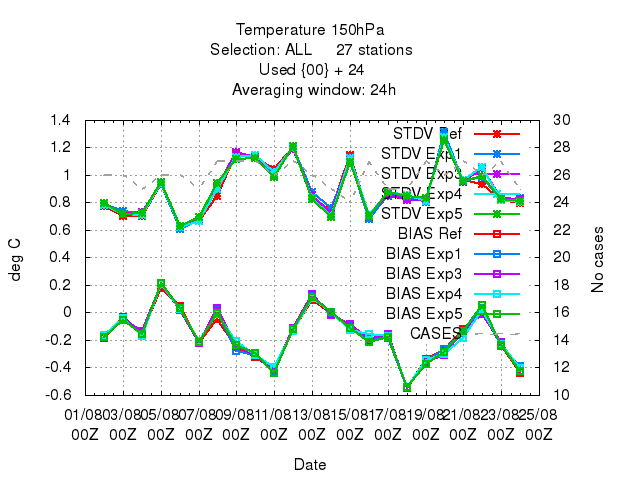 Temperature 150hPa
Selection: ALL 27 stations
Used {00} + 24
Averaging window: 24h
1.4
1.2
1
0.8
0.6
0.4
0.2
0
-0.2
-0.4
-0.6
deg C
30
28
26
24
22
20
18
16
14
12
10
No cases
STDV Ref
STDV Exp1
STDV Exp3
STDV Exp4
STDV Exp5
BIAS Ref
BIAS Exp1
BIAS Exp3
BIAS Exp4
BIAS Exp5
CASES
01/08 03/08 05/08 07/08 09/08 11/08 13/08 15/08 17/08 19/08 21/08 23/08 25/08
00Z 00Z 00Z 00Z 00Z 00Z 00Z 00Z 00Z 00Z 00Z 00Z 00Z
Date